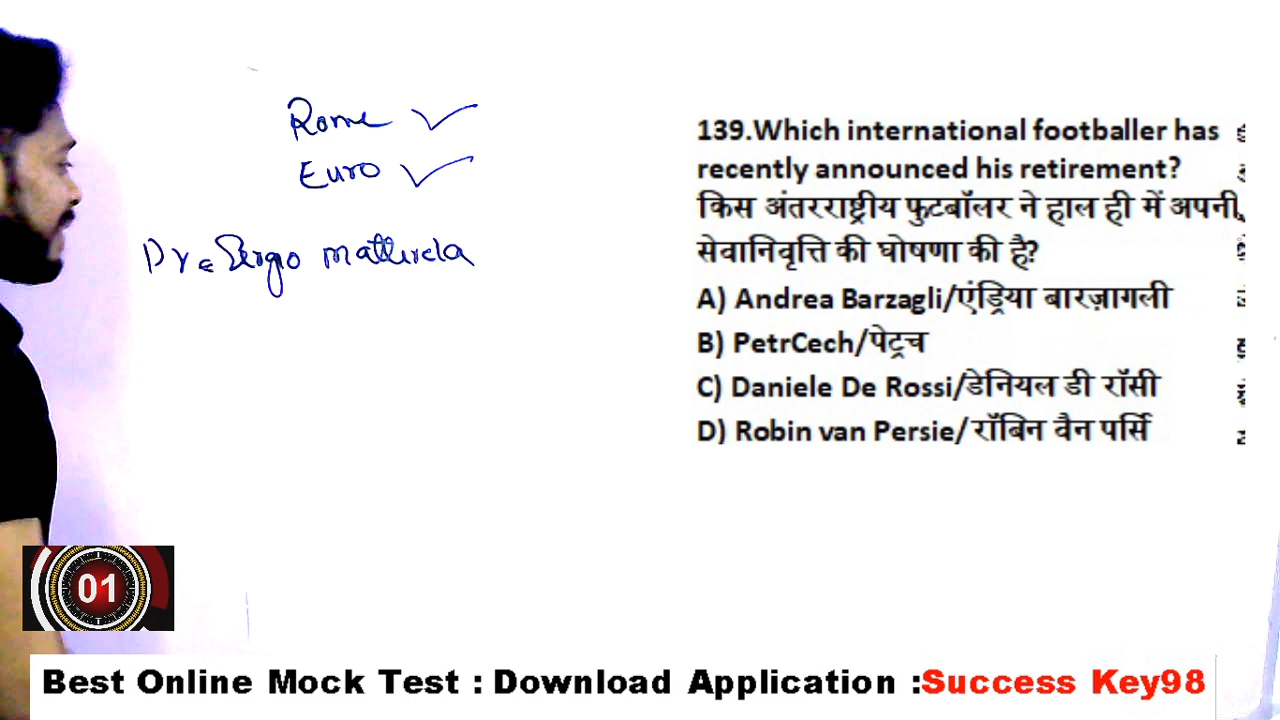 Rome
Euro
Dr. Sergio Mattarela
139.Which international footballer has
recently announced his retirement?
किस अंतरराष्ट्रीय फुटबॉलर ने हाल ही में अपनी
सेवानिवृत्ति की घोषणा की है?
A) Andrea Barzagli/एंड्रिया बारज़ागली
B) PetrCech/पेट्रच
C) Daniele De Rossi/डेनियल डी रॉसी
D) Robin van Persie/रॉबिन वैन पर्सि
01
Best Online Mock Test : Download Application :Success Key98